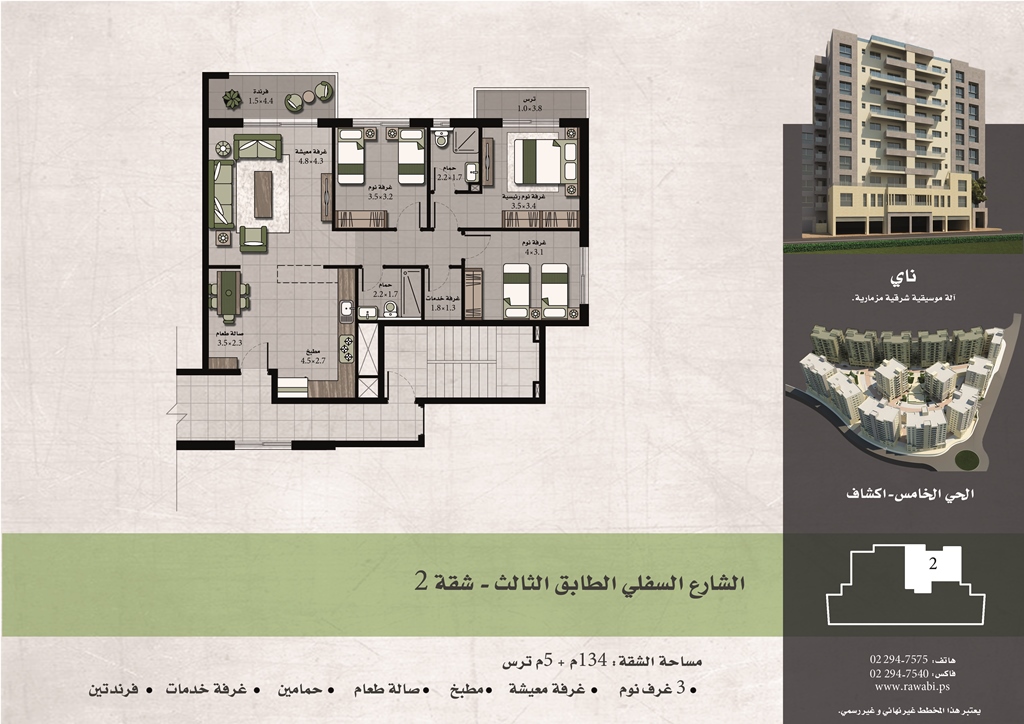 فرندة
1.5×4.4
ترس
1.0×3.8
غرفة معيشة
4.8×4.3
غرفة نوم
3.5×3.2
حمام
2.2×1.7
غرفة نوم رئيسية
3.5×3.4
غرفة نوم
4×3.1
حمام
2.2×1.7
غرفة خدمات
1.8×1.3
صالة طعام
3.5×2.3
مطبخ
4.5×2.7
ناي
آلة موسيقية شرقية مزمارية.
الحي الخامس-اكشاف
2
الشارع السفلي الطابق الثالث - شقة 2
مساحة الشقة: 134م + 5م ترس
• 3 غرف نوم • غرفة معيشة • مطبخ • صالة طعام • حمامين • غرفة خدمات • فرندتين
هاتف: 02 294-7575
فاكس: 02 294-7540
www.rawabi.ps
يعتبر هذا المخطط غير نهائي و غير رسمي.